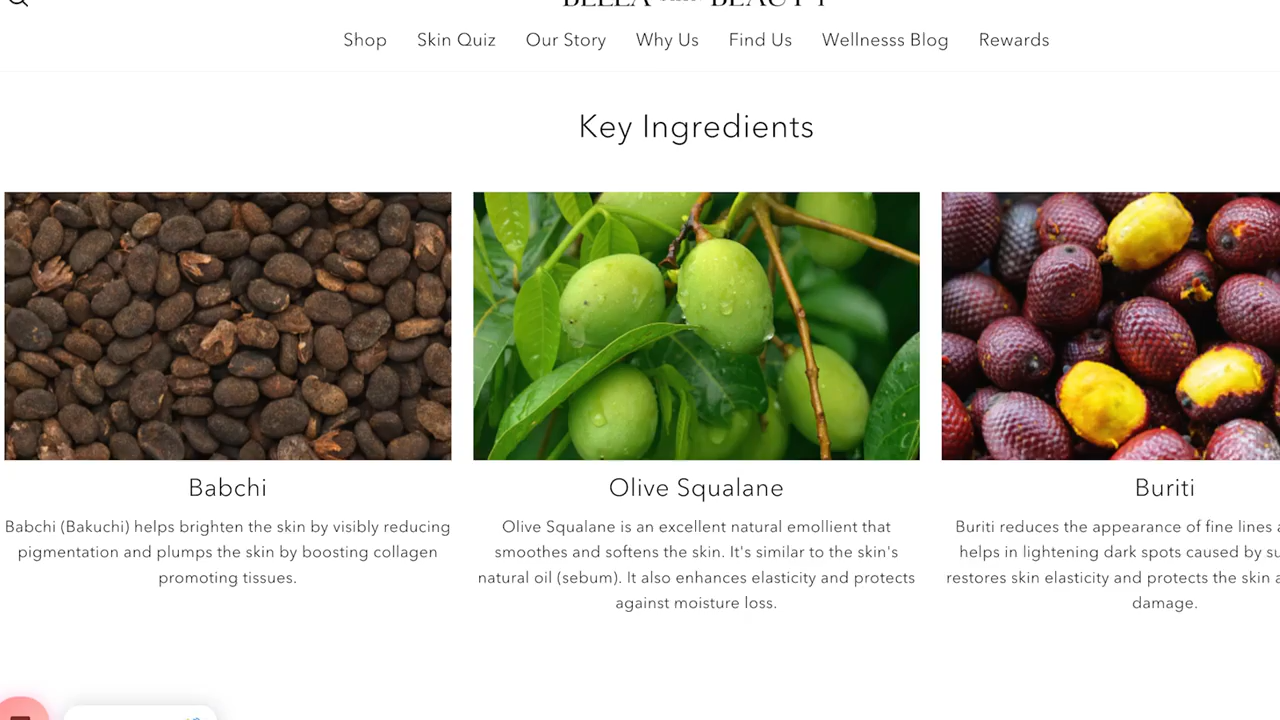 BELLA BEAUTY
Shop Skin Quiz Our Story Why Us Find Us Wellnesss Blog Rewards
Key Ingredients
Babchi
Babchi (Bakuchi) helps brighten the skin by visibly reducing
pigmentation and plumps the skin by boosting collagen
promoting tissues.
Olive Squalane
Olive Squalane is an excellent natural emollient that
smoothes and softens the skin. It's similar to the skin's
natural oil (sebum). It also enhances elasticity and protects
against moisture loss.
Buriti
Buriti reduces the appearance of fine lines
helps in lightening dark spots caused by
restores skin elasticity and protects the skin
damage.